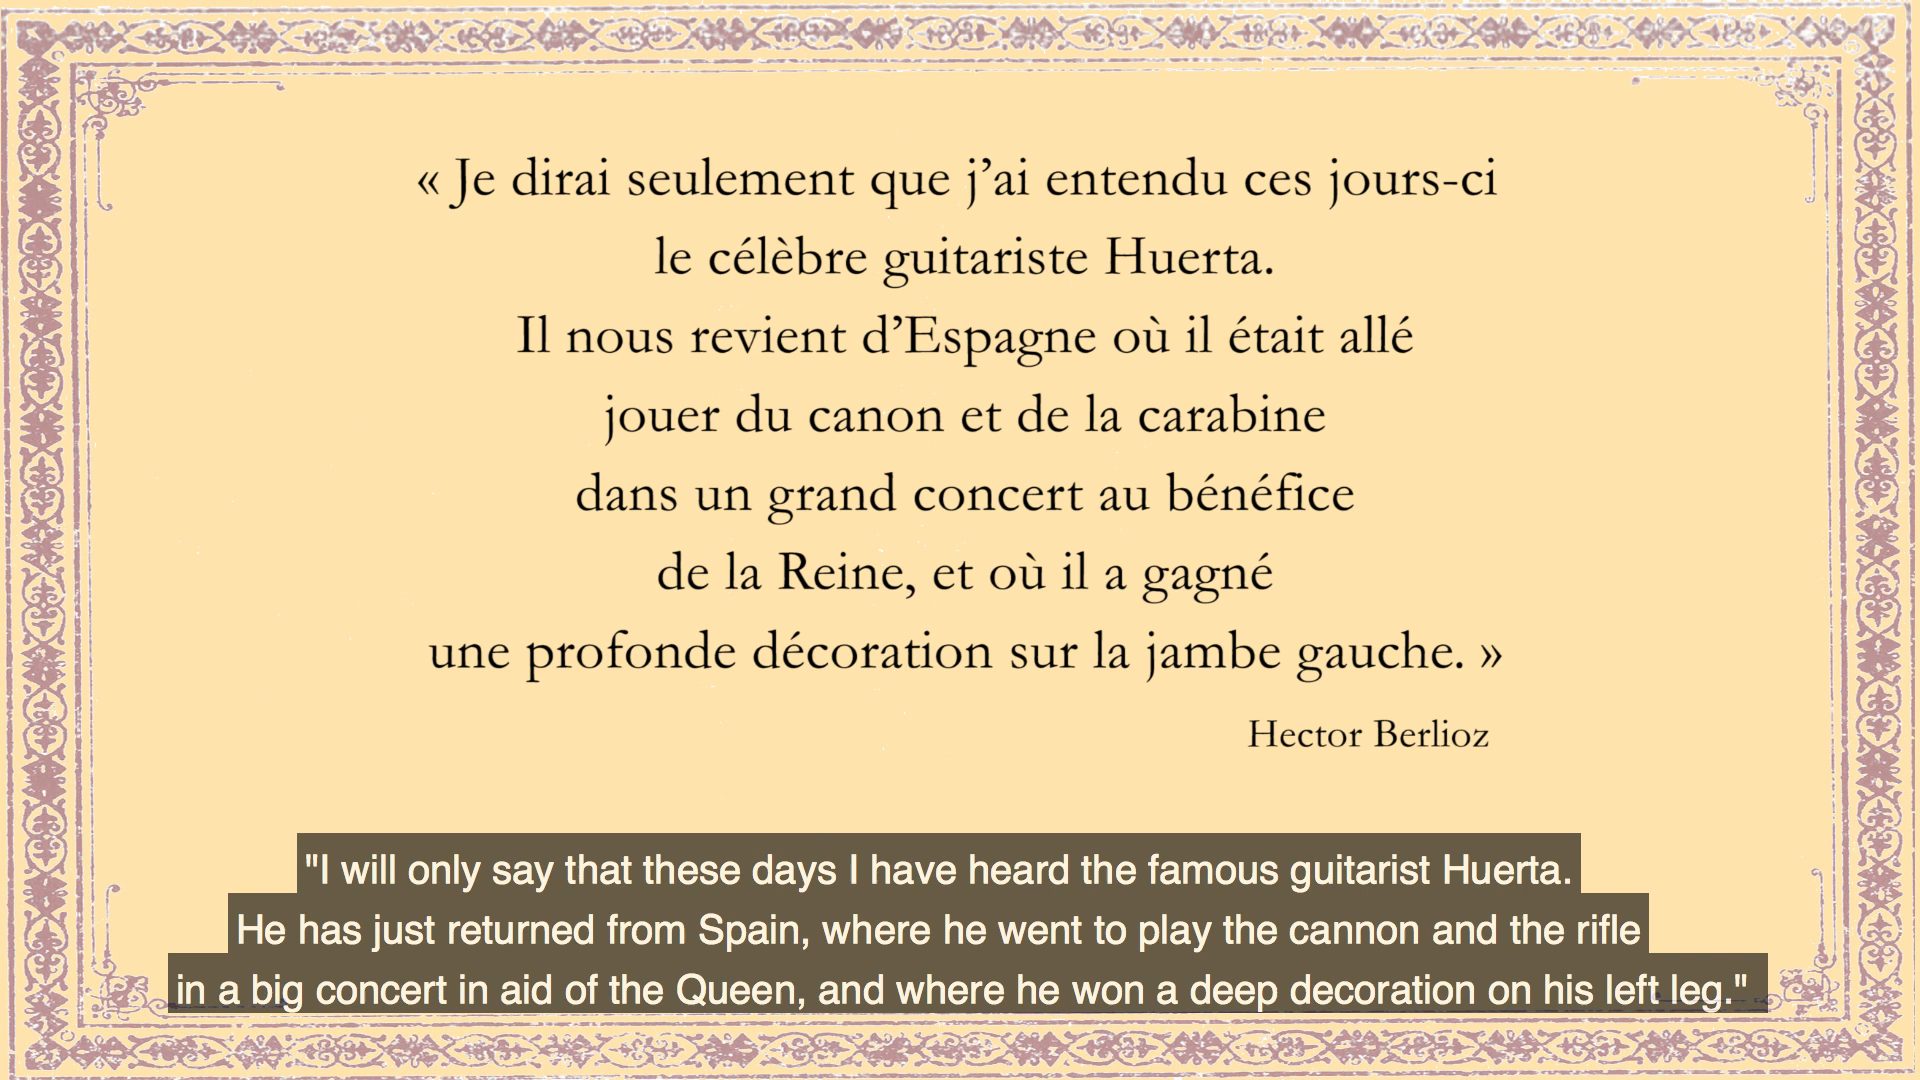 « Je dirai seulement que j’ai entendu ces jours-ci
le célèbre guitariste Huerta.
Il nous revient d’Espagne où il était allé
jouer du canon et de la carabine
dans un grand concert au bénéfice
de la Reine, et où il a gagné
une profonde décoration sur la jambe gauche. »
Hector Berlioz
"I will only say that these days I have heard the famous guitarist Huerta.
He has just returned from Spain, where he went to play the cannon and the rifle
in a big concert in aid of the Queen, and where he won a deep decoration on his left leg."